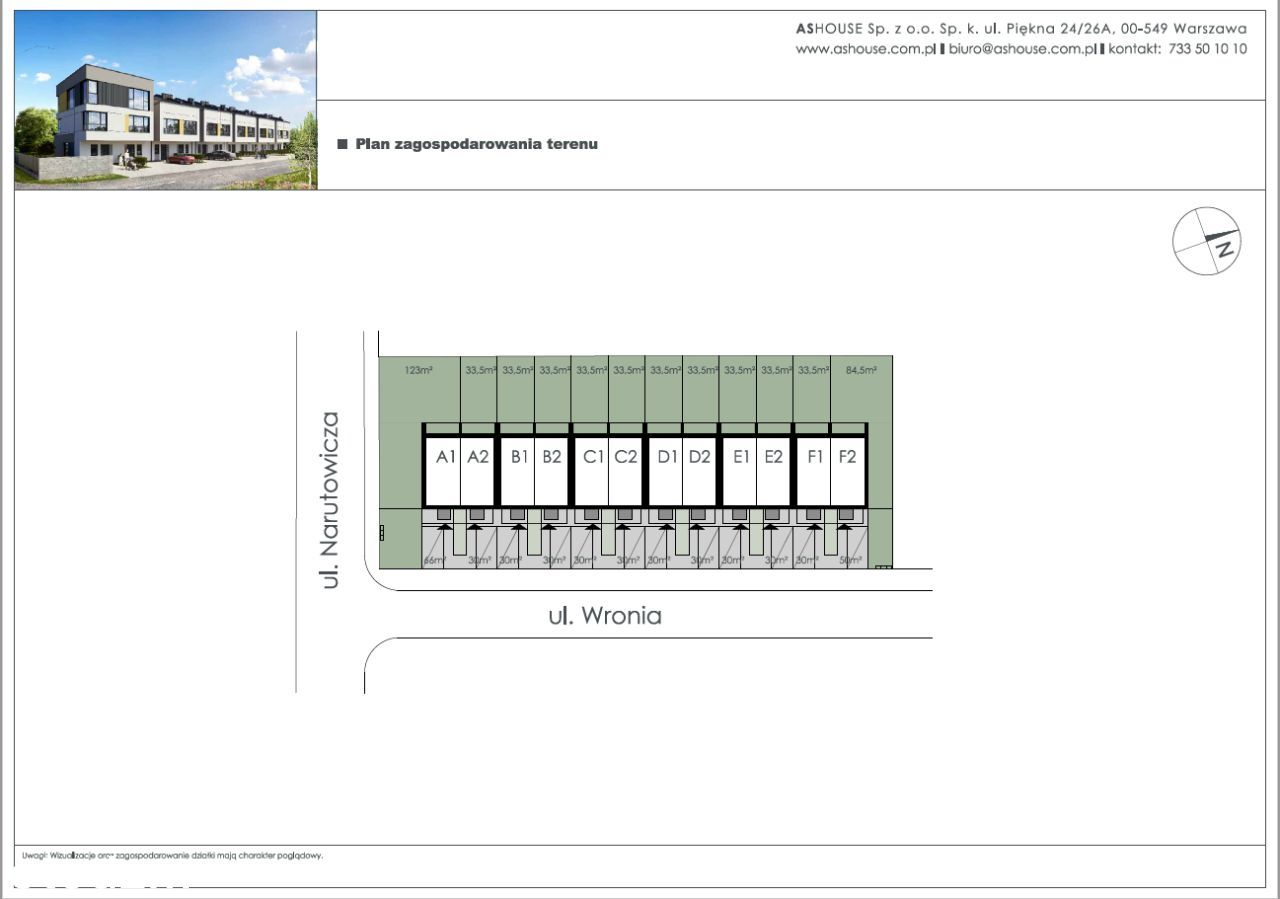 ASHOUSE Sp. z o.o. Sp. k. ul. Piękna 24/26A, 00-549 Warszawa
www.ashouse.com.pl | biuro@ashouse.com.pl | kontakt: 733 50 10 10
■ Plan zagospodarowania terenu
N
123m² 33,5m² 33,5m² 33,5m² 33,5m² 33,5m² 33,5m² 33,5m² 33,5m² 33,5m² 33,5m² 84,5m²
A1 A2 B1 B2 C1 C2 D1 D2 E1 E2 F1 F2
ul. Narutowicza
66m² 30m² 30m² 30m² 30m² 30m² 30m² 30m² 30m² 30m² 30m² 50m²
ul. Wronia
Uwagi: Wizualizacje zagospodarowanie działki mają charakter poglądowy.